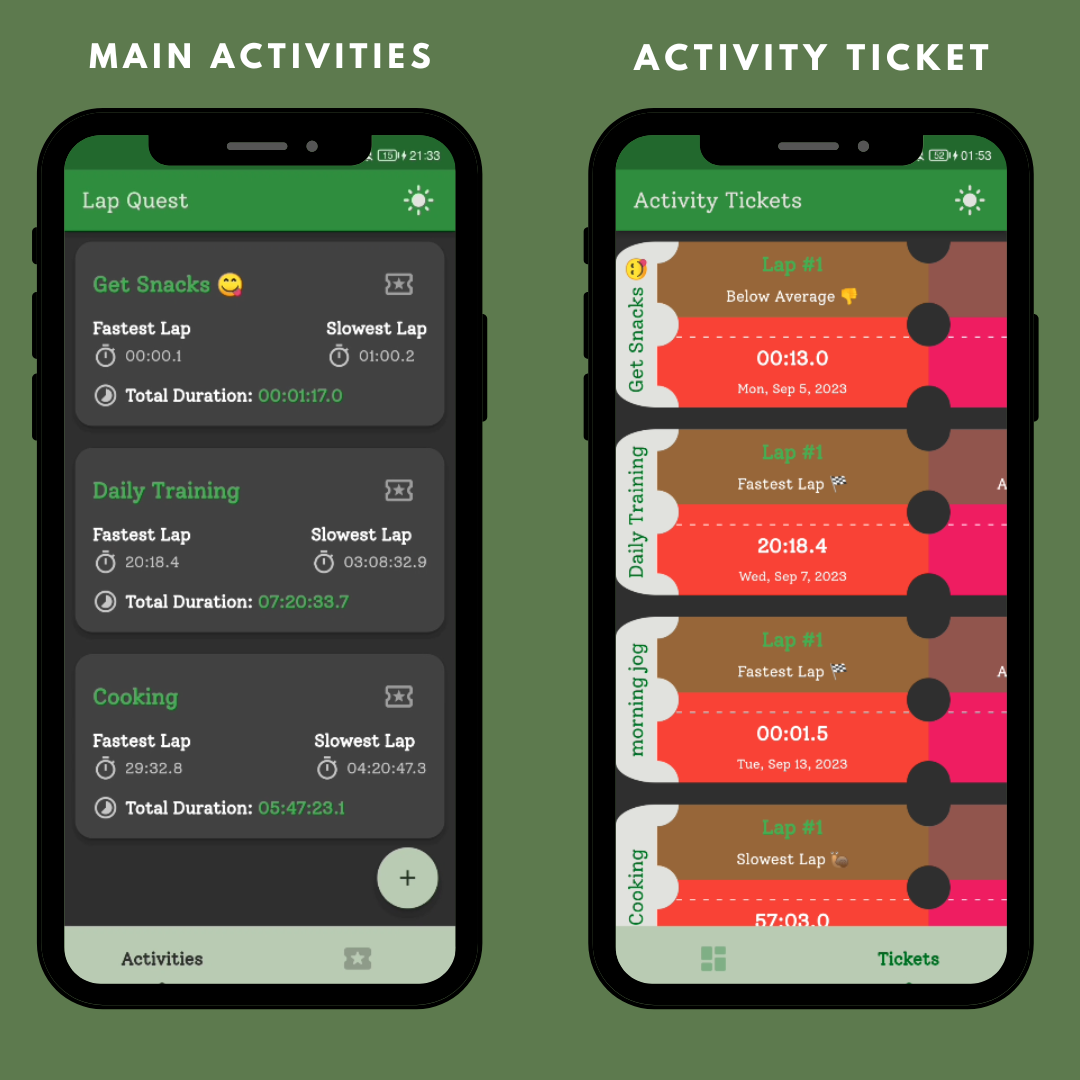 MAIN ACTIVITIES
15 21:33
Lap Quest
Get Snacks 😋
Fastest Lap Slowest Lap
00:00.1 01:00.2
Total Duration: 00:01:17.0
Daily Training
Fastest Lap Slowest Lap
20:18.4 03:08:32.9
Total Duration: 07:20:33.7
Cooking
Fastest Lap Slowest Lap
29:32.8 04:20:47.3
Total Duration: 05:47:23.1
+
Activities
ACTIVITY TICKET
52 01:53
Activity Tickets
Get Snacks 😋
Lap #1
Below Average 👎
00:13.0
Mon, Sep 5, 2023
Daily Training
Lap #1
Fastest Lap 🏁
A
20:18.4
Wed, Sep 7, 2023
morning jog
Lap #1
Fastest Lap 🏁
A
00:01.5
Tue, Sep 13, 2023
Cooking
Lap #1
Slowest Lap 🐌
57:03.0
Tickets